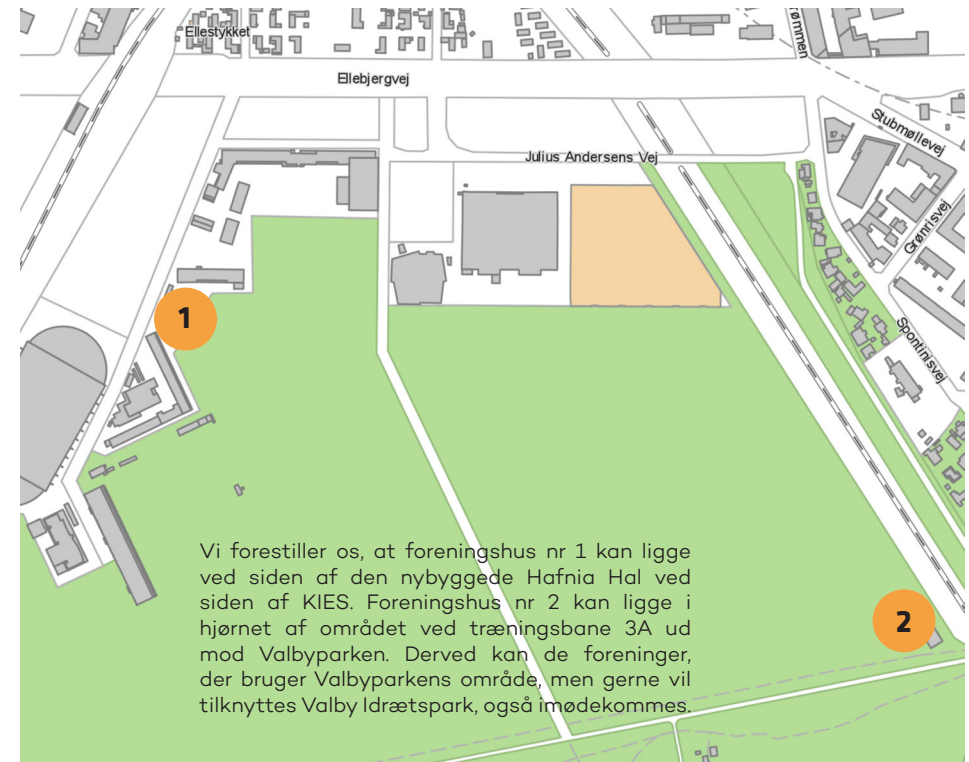 Ellestykket
ømmen
Ellebjergvej
Stubmøllevej
Julius Andersens Vej
Grønrisvej
1
Spontinisvej
Vi forestiller os, at foreningshus nr 1 kan ligge
ved siden af den nybyggede Hafnia Hal ved
siden af KIES. Foreningshus nr 2 kan ligge i
hjørnet af området ved træningsbane 3A ud
mod Valbyparken. Derved kan de foreninger,
der bruger Valbyparkens område, men gerne vil
tilknyttes Valby Idrætspark, også imødekommes.
2